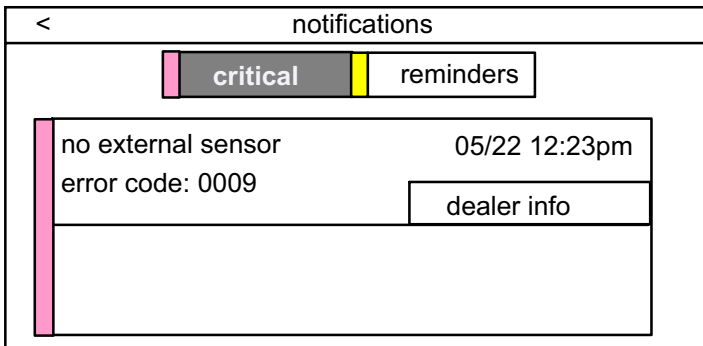 < notifications
critical reminders
no external sensor 05/22 12:23pm
error code: 0009
dealer info